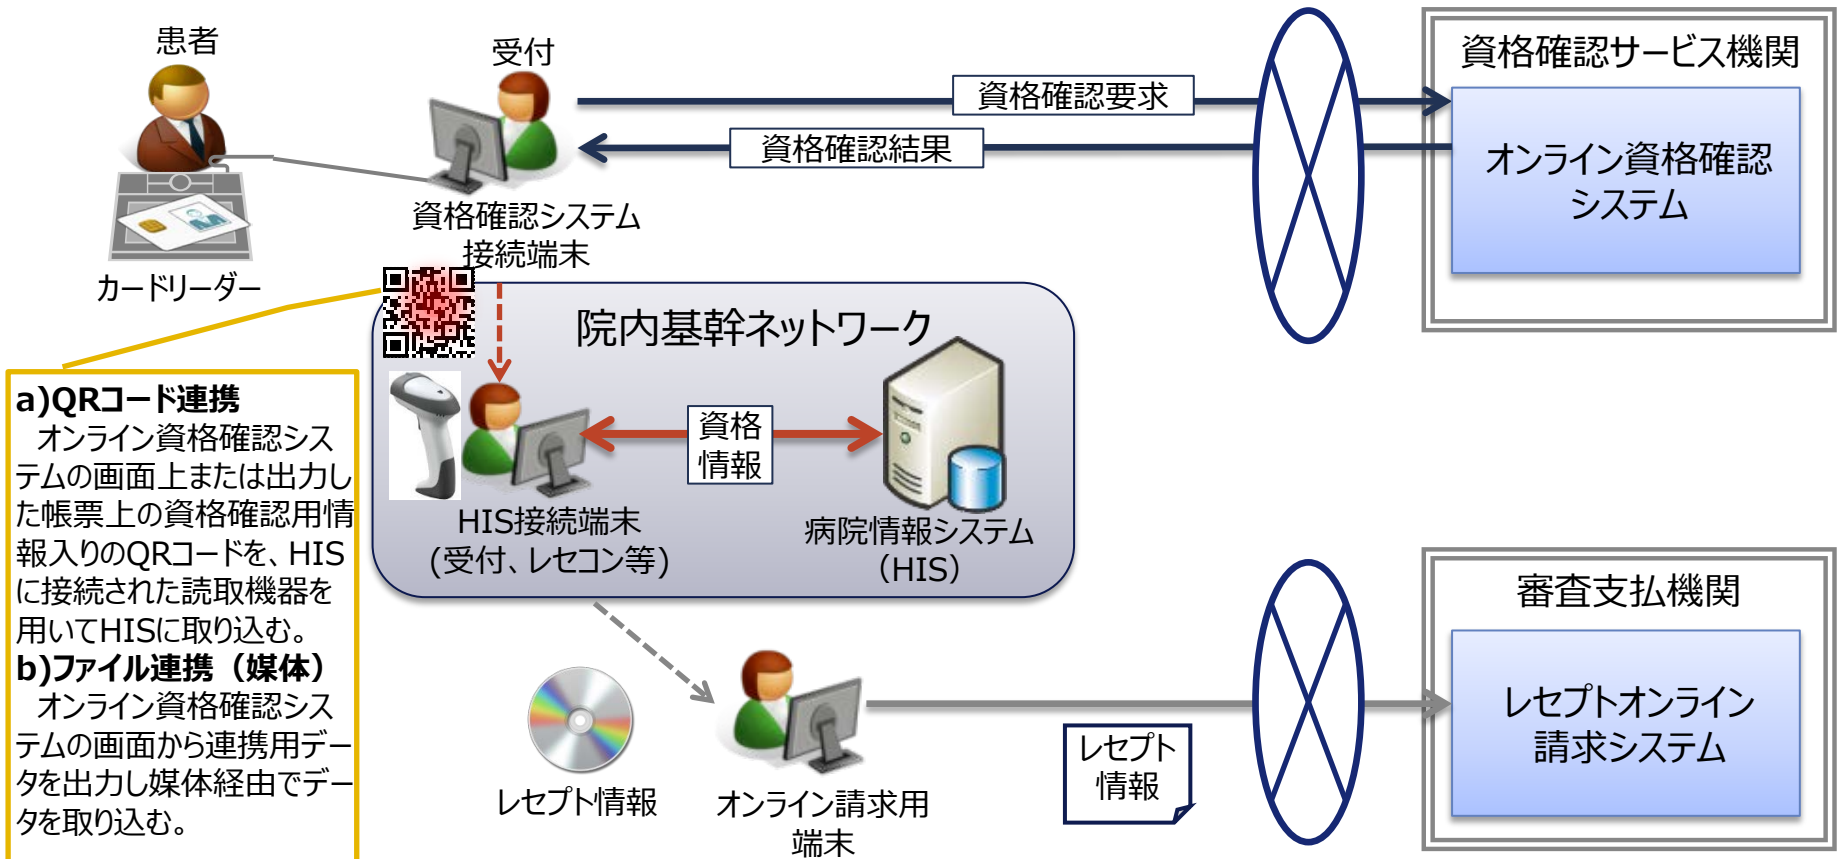 患者
受付
資格確認サービス機関
資格確認要求
資格確認結果
オンライン資格確認
システム
資格確認システム
接続端末
カードリーダー
院内基幹ネットワーク
a)QRコード連携
オンライン資格確認シス
テムの画面上または出力し
た帳票上の資格確認用情
報入りのQRコードを、HIS
に接続された読取機器を
用いてHISに取り込む。
b)ファイル連携（媒体）
オンライン資格確認シス
テムの画面から連携用デー
タを出力し媒体経由でデー
タを取り込む。
資格
情報
HIS接続端末
(受付、レセコン等)
病院情報システム
（HIS）
審査支払機関
レセプトオンライン
請求システム
レセプト
情報
レセプト情報
オンライン請求用
端末